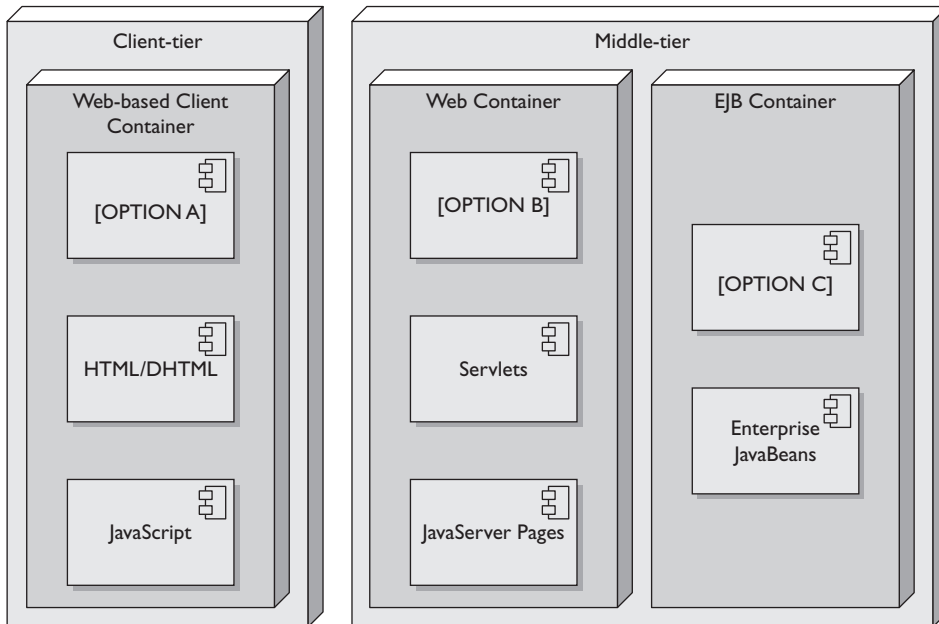 Client-tier
Web-based Client
Container
[OPTION A]
HTML/DHTML
JavaScript
Middle-tier
Web Container
[OPTION B]
Servlets
JavaServer Pages
EJB Container
[OPTION C]
Enterprise
JavaBeans